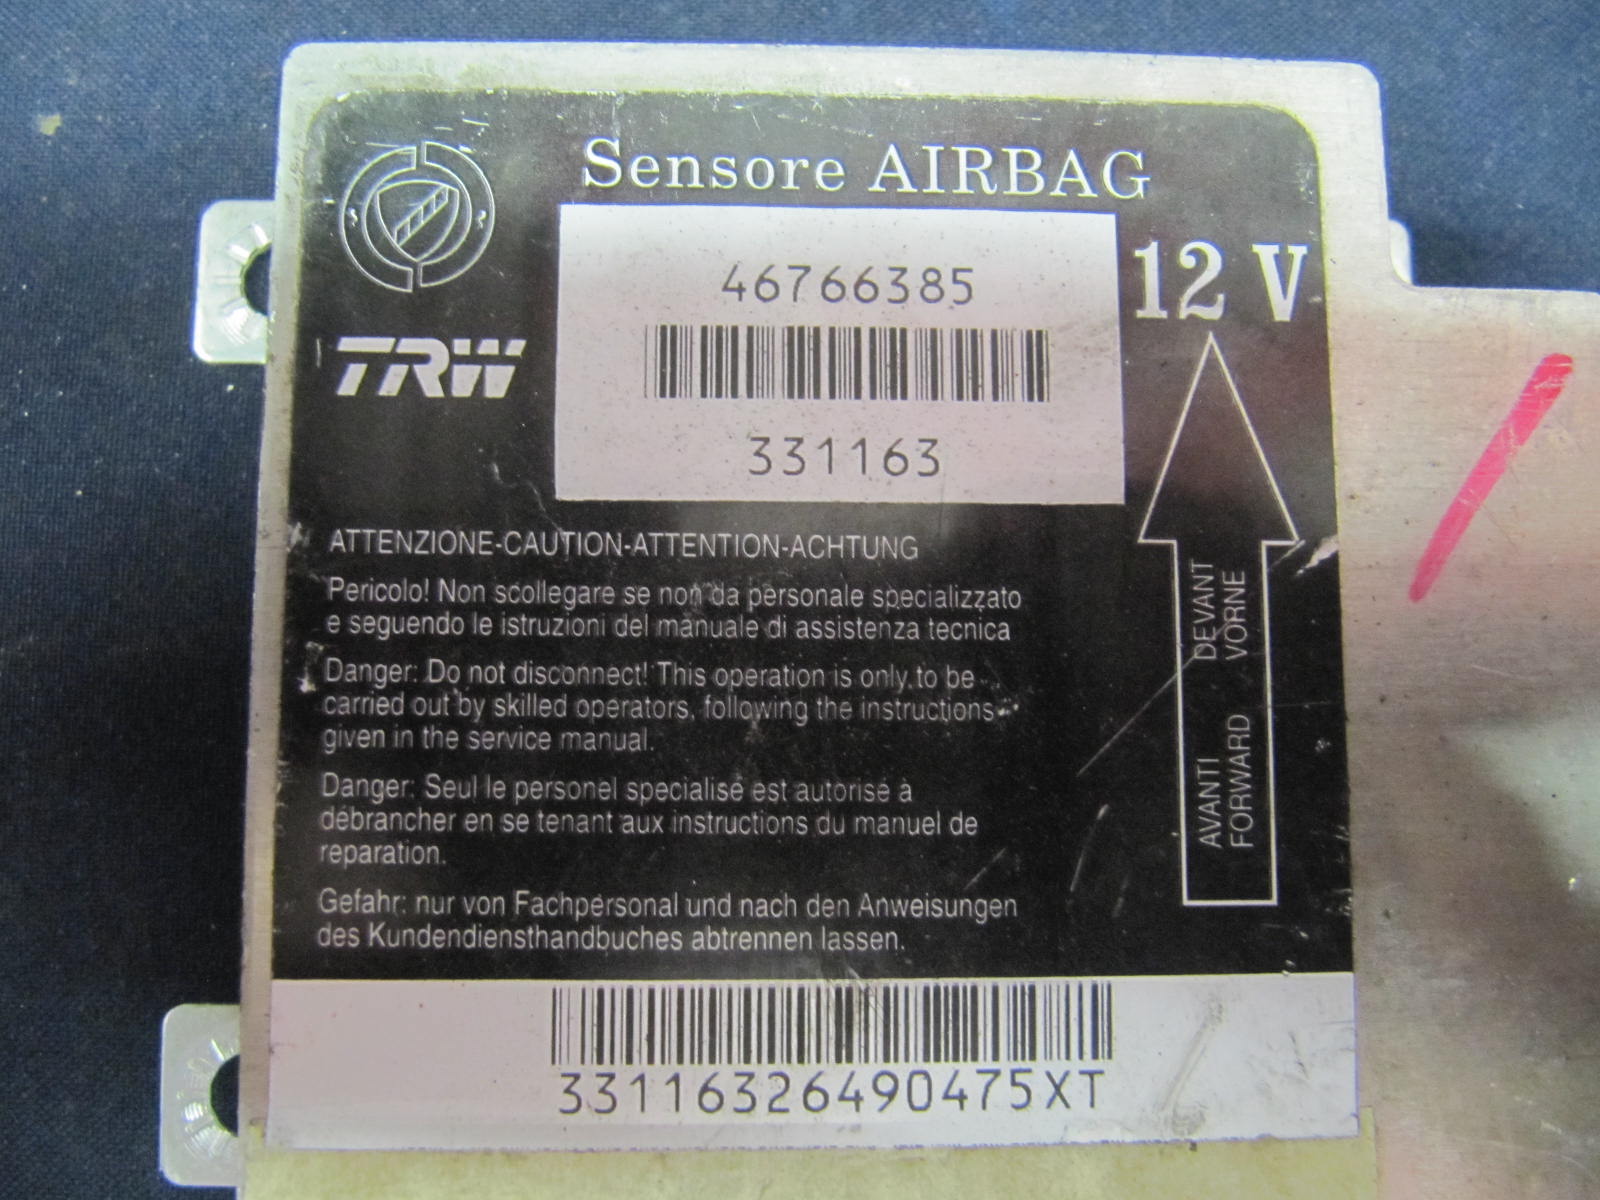 Sensore AIRBAG
46766385
12 V
TRW
331163
ATTENZIONE-CAUTION-ATTENTION-ACHTUNG
Pericolo! Non scollegare se non da personale specializzato
e seguendo le istruzioni del manuale di assistenza tecnica
Danger: Do not disconnect! This operation is only to be
carried out by skilled operators, following the instructions
given in the service manual.
Danger: Seul le personel specialisé est autorisé à
débrancher en se tenant aux instructions du manuel de
reparation.
Gefahr: nur von Fachpersonal und nach den Anweisungen
des Kundendiensthandbuches abtrennen lassen.
AVANTI DEVANT
FORWARD VORNE
33116326490475XT